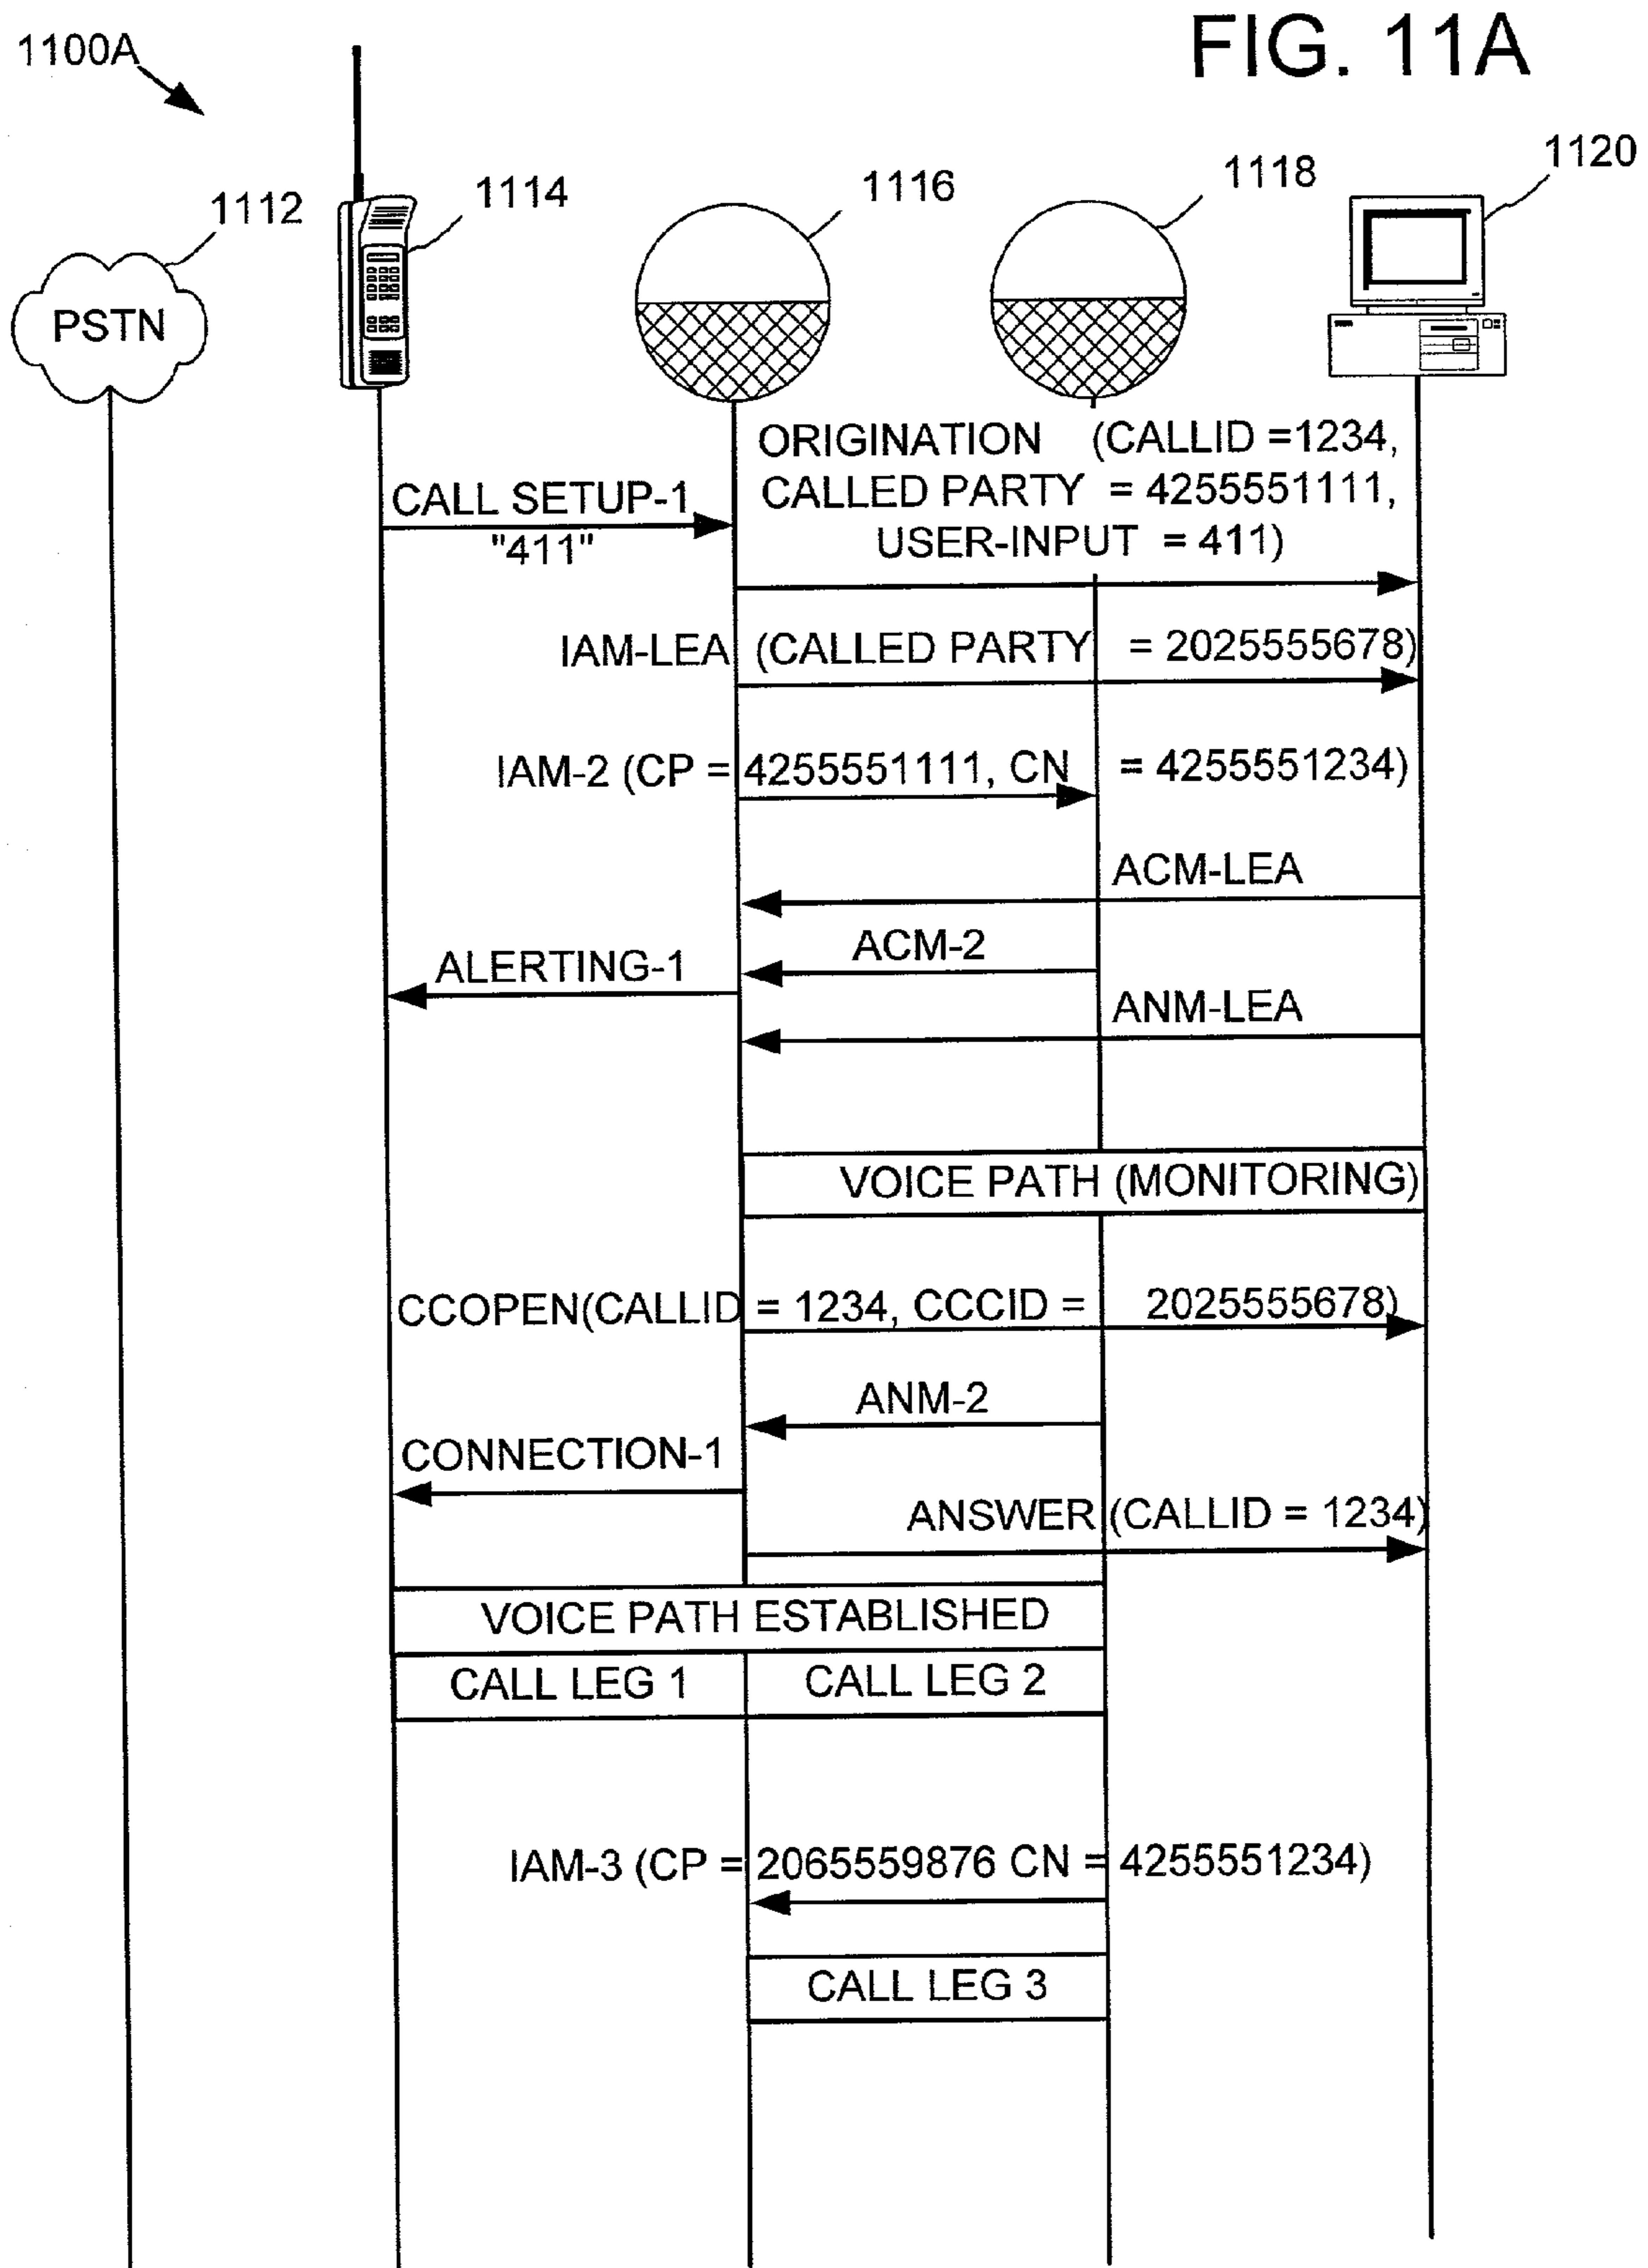 FIG. 11A
1100A
1112
1114
1116
1118
1120
PSTN
ORIGINATION (CALLID =1234,
CALLED PARTY = 4255551111,
USER-INPUT = 411)
CALL SETUP-1
"411"
IAM-LEA (CALLED PARTY = 2025555678)
IAM-2 (CP = 4255551111, CN = 4255551234)
ACM-LEA
ACM-2
ALERTING-1
ANM-LEA
VOICE PATH (MONITORING)
CCOPEN(CALLID = 1234, CCCID = 2025555678)
ANM-2
CONNECTION-1
ANSWER (CALLID = 1234)
VOICE PATH ESTABLISHED
CALL LEG 1
CALL LEG 2
IAM-3 (CP = 2065559876 CN = 4255551234)
CALL LEG 3